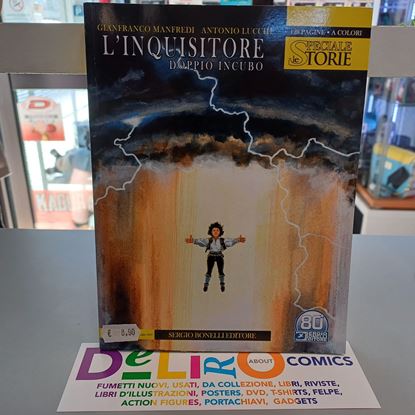 GIANFRANCO MANFREDI ANTONIO LUCCHI
128 PAGINE • A COLORI
L'INQUISITORE
DOPPIO INCUBO
SPECIALE
STORIE
80
SERGIO BONELLI EDITORE
€ 8,90
DELIRO ABOUT COMICS
FUMETTI NUOVI, USATI, DA COLLEZIONE, LIBRI, RIVISTE,
LIBRI D'ILLUSTRAZIONI, POSTERS, DVD, T-SHIRTS, FELPE,
ACTION FIGURES, PORTACHIAVI, GADGETS